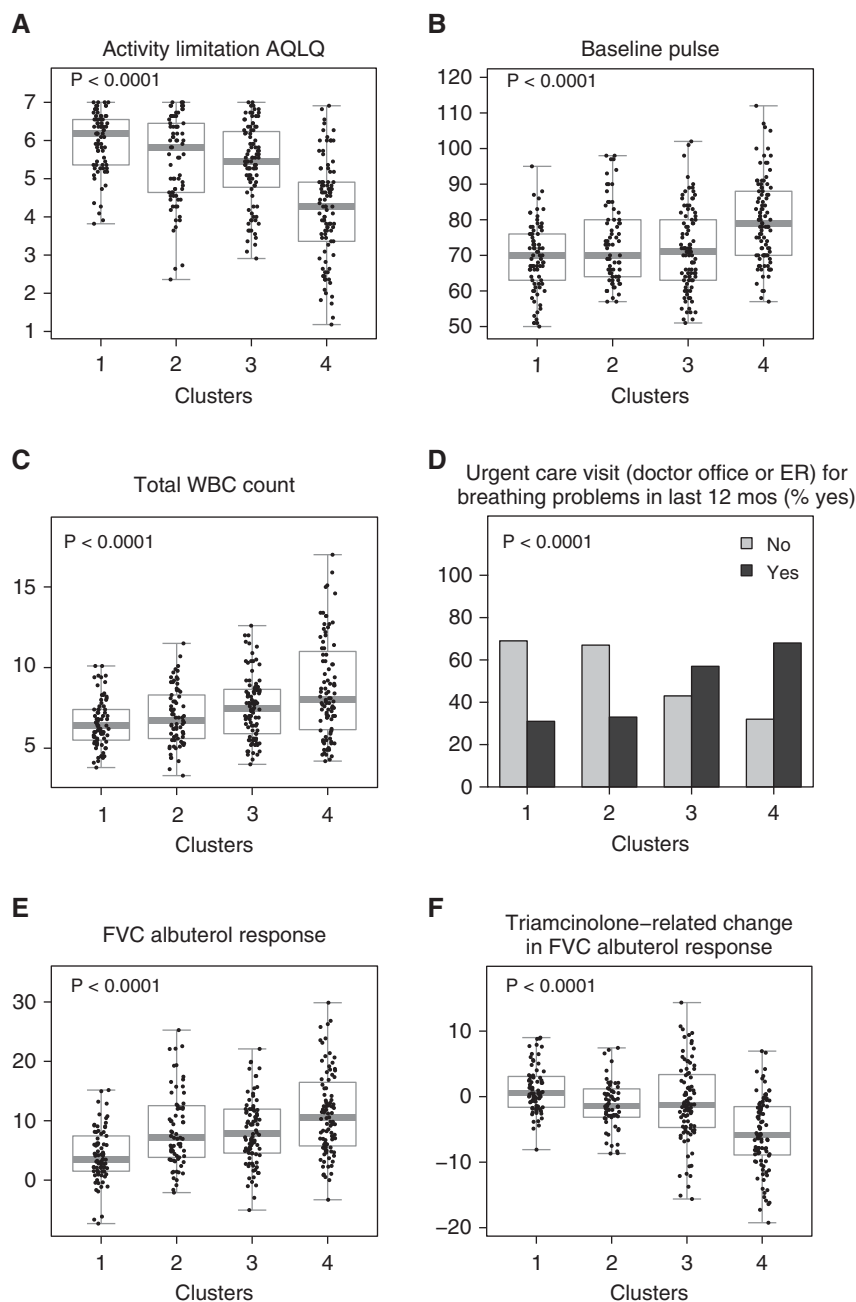 A
Activity limitation AQLQ
P < 0.0001
7
6
5
4
3
2
1
1 2 3 4
Clusters
B
Baseline pulse
P < 0.0001
120
110
100
90
80
70
60
50
1 2 3 4
Clusters
C
Total WBC count
P < 0.0001
15
10
5
1 2 3 4
Clusters
D
Urgent care visit (doctor office or ER) for
breathing problems in last 12 mos (% yes)
P < 0.0001
No
Yes
100
80
60
40
20
0
1 2 3 4
Clusters
E
FVC albuterol response
P < 0.0001
30
20
10
0
1 2 3 4
Clusters
F
Triamcinolone−related change
in FVC albuterol response
P < 0.0001
10
0
−10
−20
1 2 3 4
Clusters